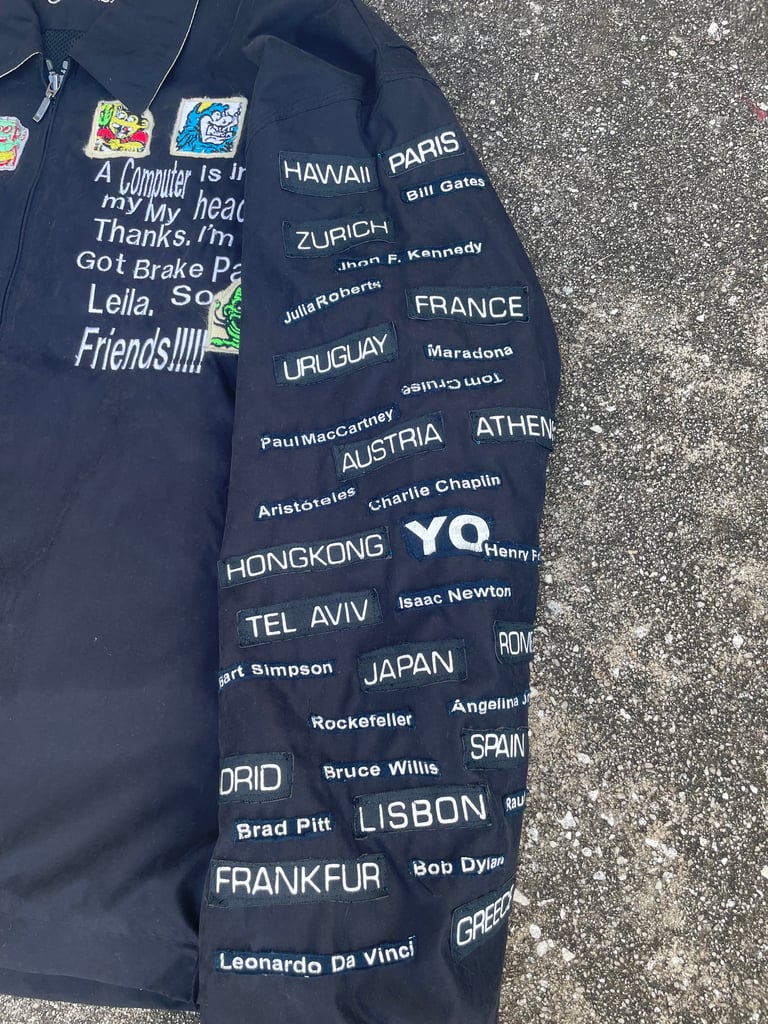 A Computer is in
my My head
Thanks. I'm
Got Brake Pa
Leila. So
Friends!!!!!
HAWAII
PARIS
Bill Gates
ZURICH
Jhon F. Kennedy
Julia Roberts
FRANCE
URUGUAY
Maradona
Tom Cruise
Paul MacCartney
AUSTRIA
ATHEN
Aristóteles
Charlie Chaplin
YO
HONGKONG
Henry F
Isaac Newton
TEL AVIV
ROM
Bart Simpson
JAPAN
Angelina Jo
Rockefeller
SPAIN
DRID
Bruce Willis
Rau
LISBON
Brad Pitt
Bob Dylan
FRANKFUR
GREEC
Leonardo Da Vinci